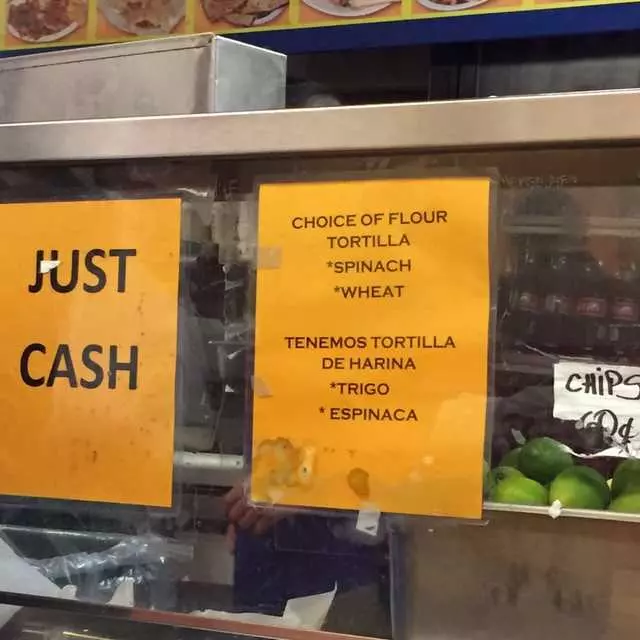 JUST
CASH
CHOICE OF FLOUR
TORTILLA
*SPINACH
*WHEAT
TENEMOS TORTILLA
DE HARINA
*TRIGO
* ESPINACA
CHIPS